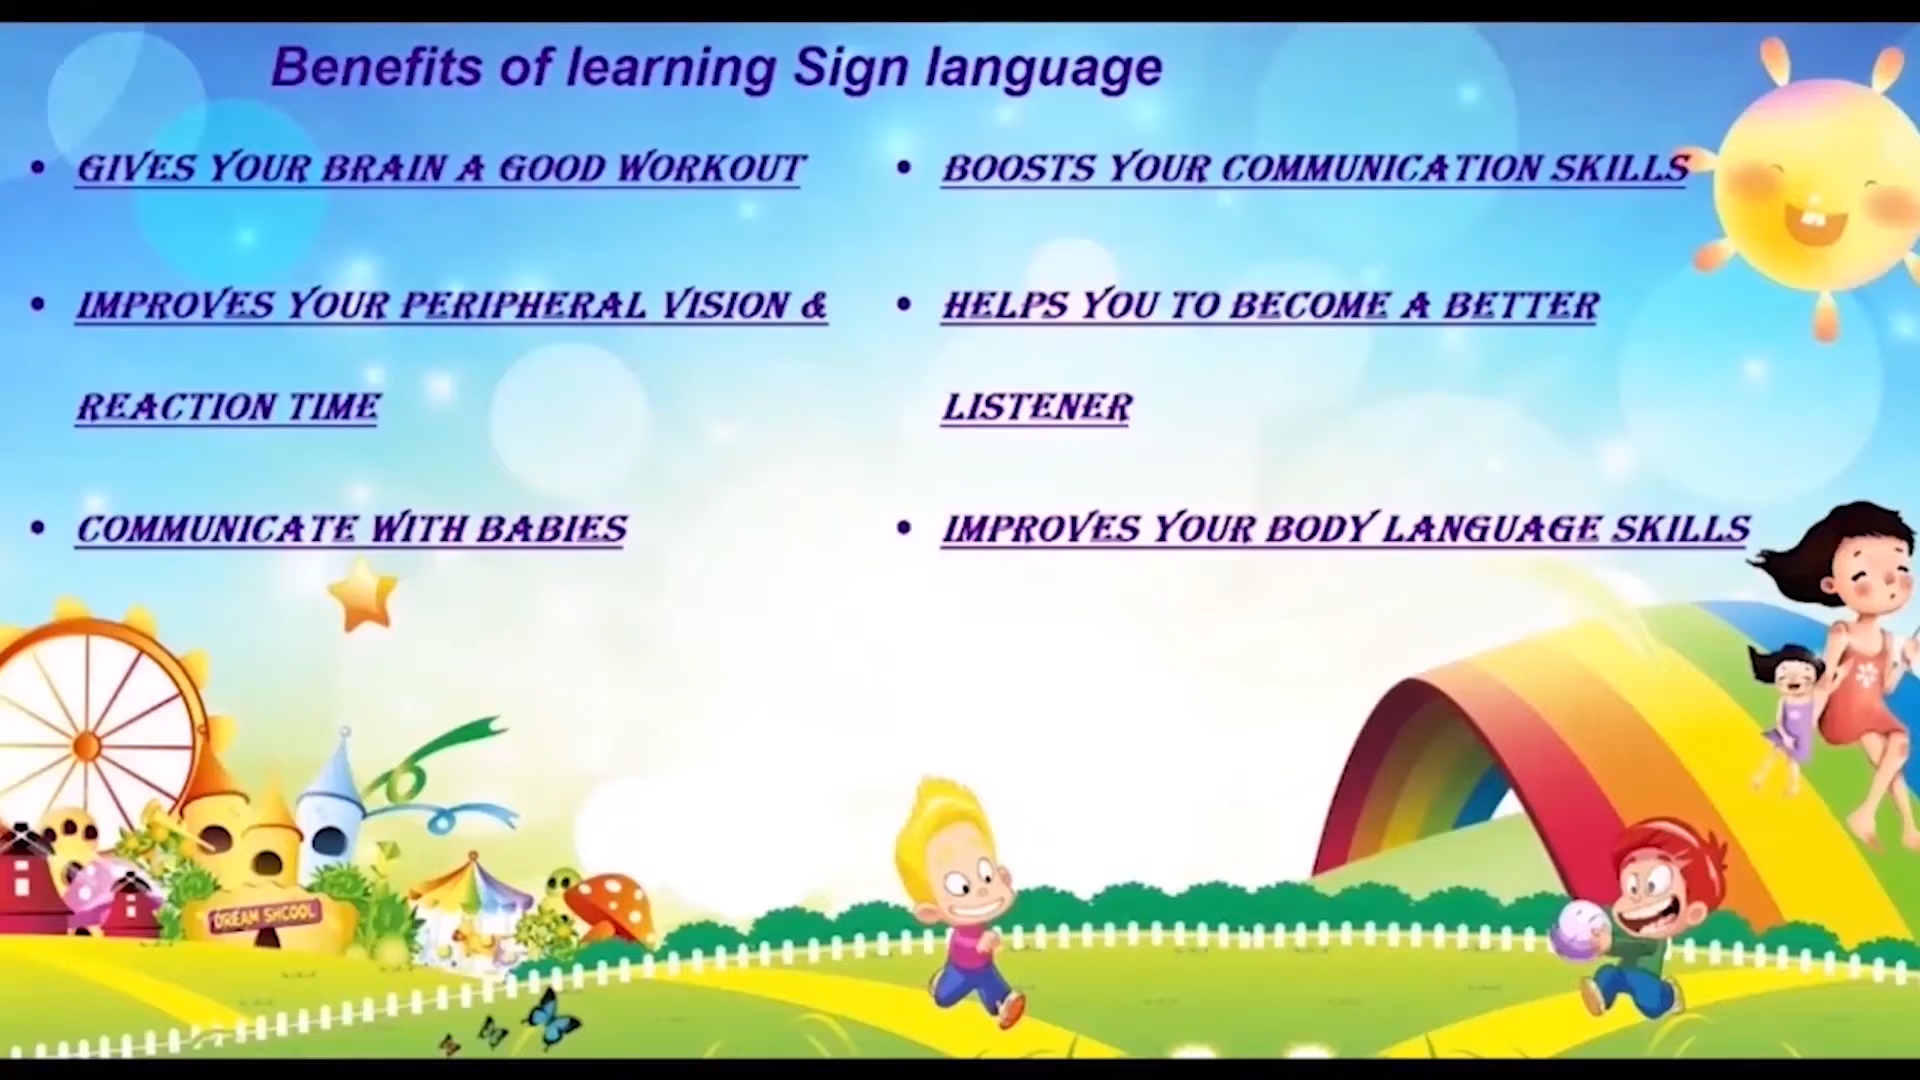 Benefits of learning Sign language
• GIVES YOUR BRAIN A GOOD WORKOUT
• IMPROVES YOUR PERIPHERAL VISION &
REACTION TIME
• COMMUNICATE WITH BABIES
• BOOSTS YOUR COMMUNICATION SKILLS
• HELPS YOU TO BECOME A BETTER
LISTENER
• IMPROVES YOUR BODY LANGUAGE SKILLS
DREAM SHCOOL